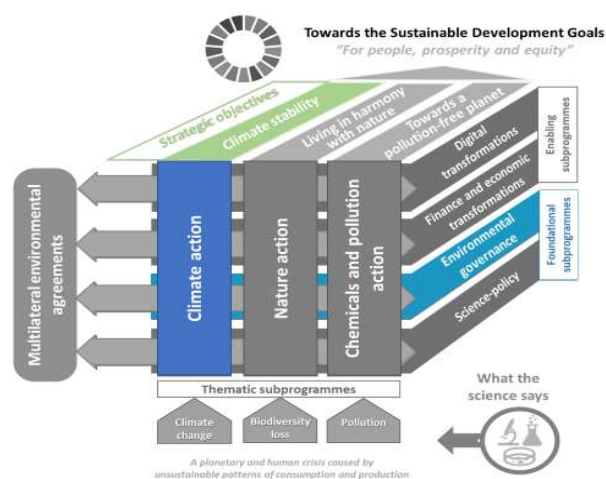 Towards the Sustainable Development Goals
"For people, prosperity and equity"
Strategic objectives
Climate stability
Living in harmony
with nature
Towards a
pollution-free planet
Digital
transformations
Finance and economic
transformations
Environmental
governance
Science-policy
Enabling
subprogrammes
Foundational
subprogrammes
Multilateral environmental
agreements
Climate action
Nature action
Chemicals and pollution
action
Thematic subprogrammes
Climate
change
Biodiversity
loss
Pollution
What the
science says
A planetary and human crisis caused by
unsustainable patterns of consumption and production